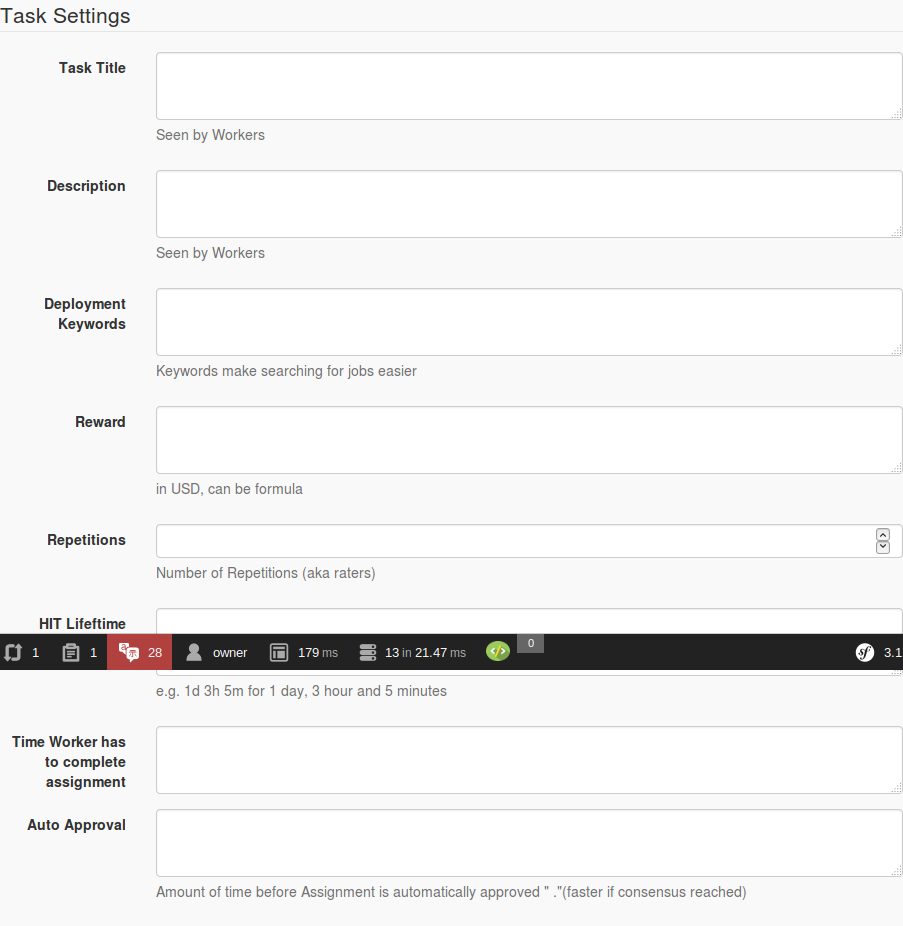 Task Settings
Task Title
Seen by Workers
Description
Seen by Workers
Deployment
Keywords
Keywords make searching for jobs easier
Reward
in USD, can be formula
Repetitions
Number of Repetitions (aka raters)
HIT Lifeftime
1 1 28 owner 179 ms 13 in 21.47 ms 0 sf 3.1
e.g. 1d 3h 5m for 1 day, 3 hour and 5 minutes
Time Worker has
to complete
assignment
Auto Approval
Amount of time before Assignment is automatically approved " ."(faster if consensus reached)